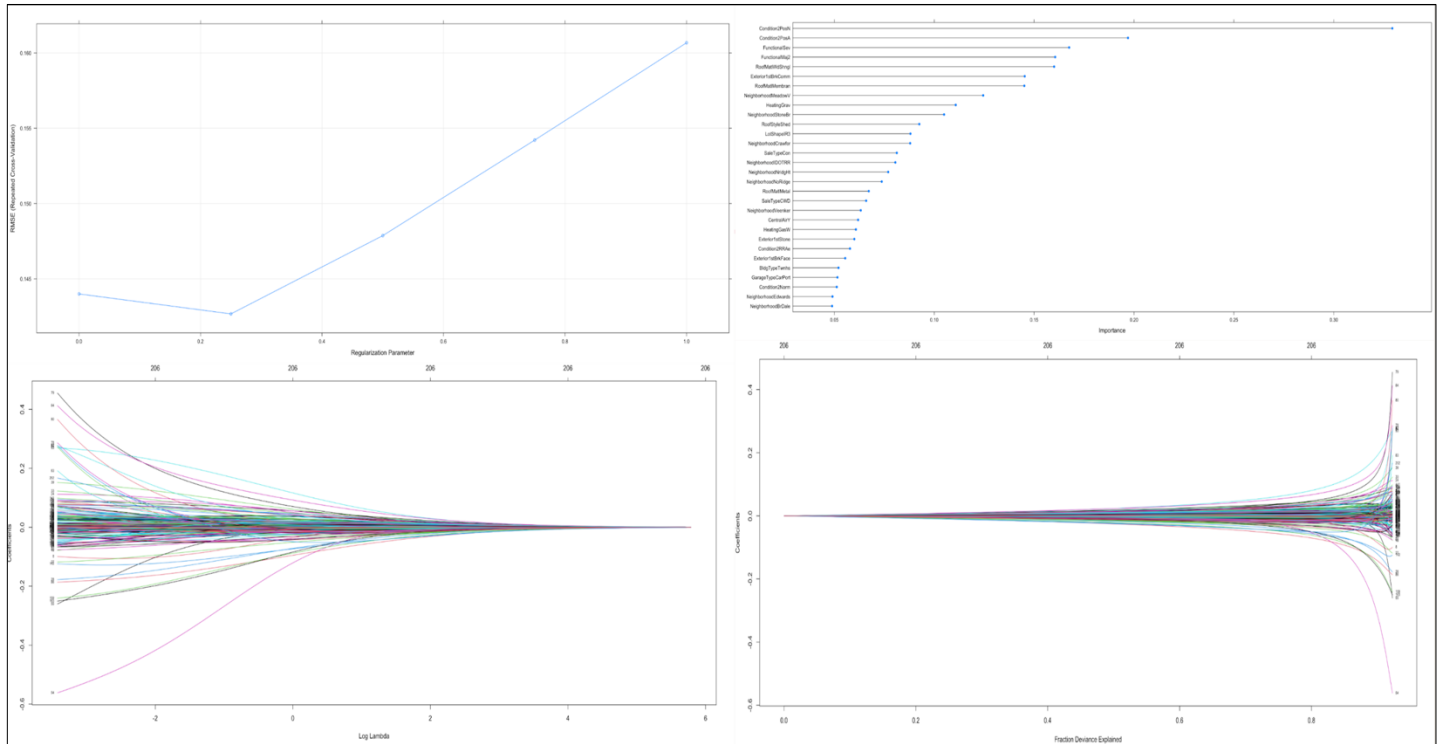 RMSE (Repeated Cross-Validation)
0.160
0.155
0.150
0.145
0.0
0.2
0.4
0.6
0.8
1.0
Regularization Parameter
Condition2PosN
Condition2PosA
FunctionalSev
FunctionalMaj2
RoofMatlWdShngl
Exterior1stBrkComm
RoofMatlMembran
NeighborhoodMeadowV
HeatingGrav
NeighborhoodStoneBr
RoofStyleShed
LotShapeIR3
NeighborhoodCrawfor
SaleTypeCon
NeighborhoodIDOTRR
NeighborhoodNridgHt
NeighborhoodNoRidge
RoofMatlMetal
SaleTypeCWD
NeighborhoodVeenker
CentralAirY
HeatingGasW
Exterior1stStone
Condition2RRAe
Exterior1stBrkFace
BldgTypeTwnhs
GarageTypeCarPort
Condition2Norm
NeighborhoodEdwards
NeighborhoodBrDale
0.05
0.10
0.15
0.20
0.25
0.30
Importance
206
206
206
206
Coefficients
0.4
0.2
0.0
-0.2
-0.4
-0.6
-2
0
2
4
6
Log Lambda
206
206
206
206
206
Coefficients
0.4
0.2
0.0
-0.2
-0.4
-0.6
0.0
0.2
0.4
0.6
0.8
Fraction Deviance Explained